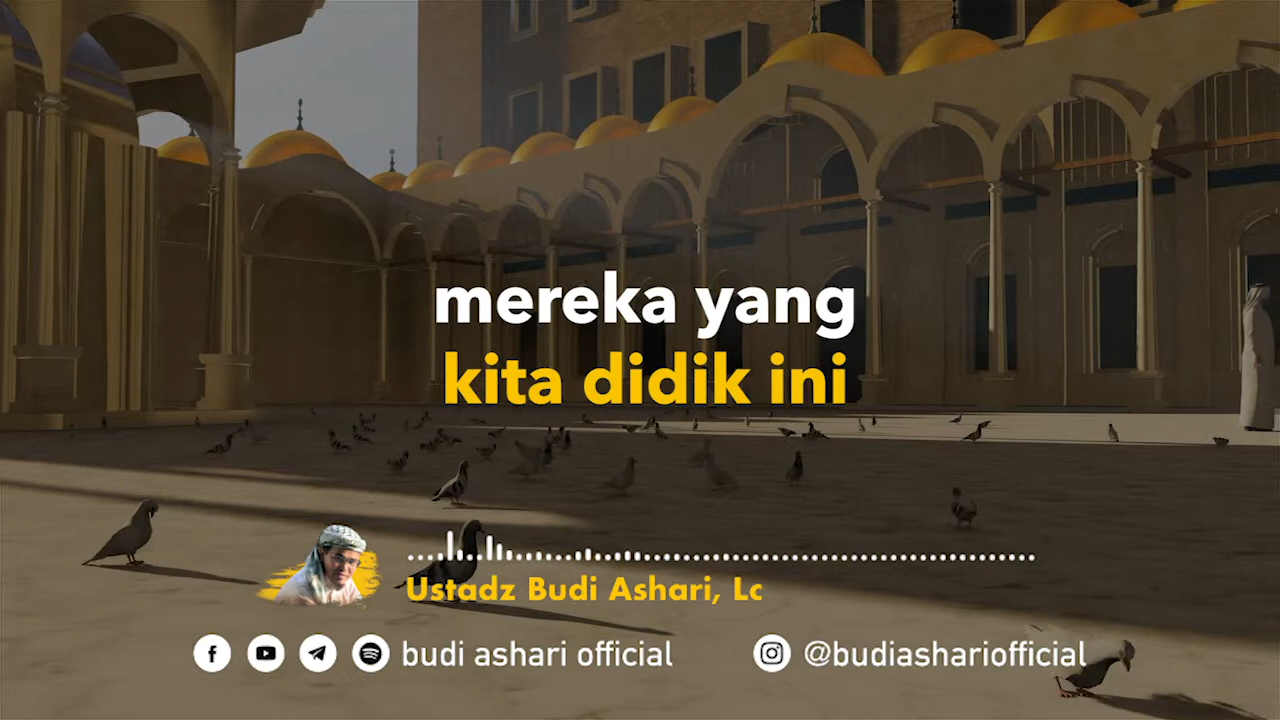 mereka yang
kita didik ini
Ustadz Budi Ashari, Lc
budi ashari official
@budiashariofficial